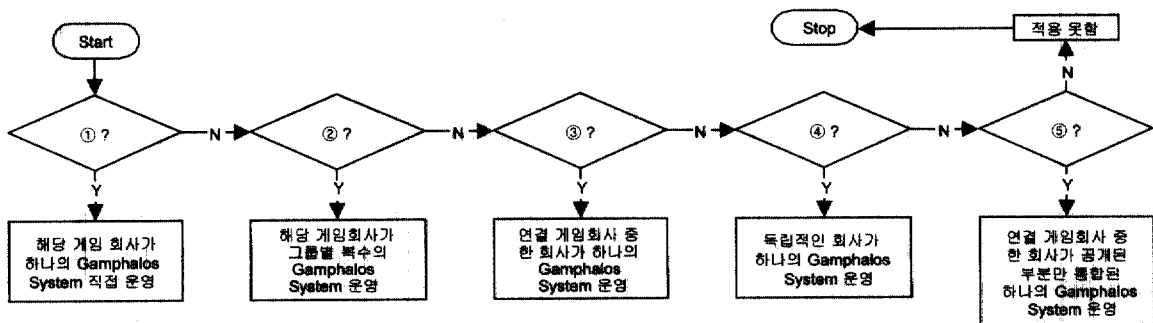 Start
Stop
적용 못함
N
① ?
N
② ?
N
③ ?
N
④ ?
N
⑤ ?
Y
Y
Y
Y
Y
해당 게임 회사가
하나의 Gamphalos
System 직접 운영
해당 게임회사가
그룹별 복수의
Gamphalos
System 운영
연결 게임회사 중
한 회사가 하나의
Gamphalos
System 운영
독립적인 회사가
하나의 Gamphalos
System 운영
연결 게임회사 중
한 회사가 공개된
부분만 통합된
하나의 Gamphalos
System 운영